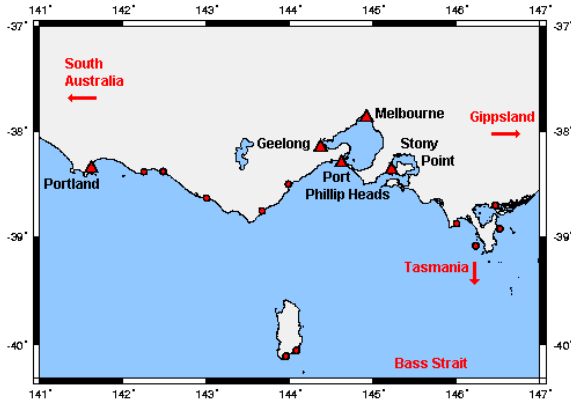 141° 142° 143° 144° 145° 146° 147°
-37° -37°
South
Australia
Melbourne
Gippsland
-38° -38°
Geelong
Stony
Point
Portland
Port
Phillip Heads
-39° -39°
Tasmania
-40° -40°
Bass Strait
141° 142° 143° 144° 145° 146° 147°